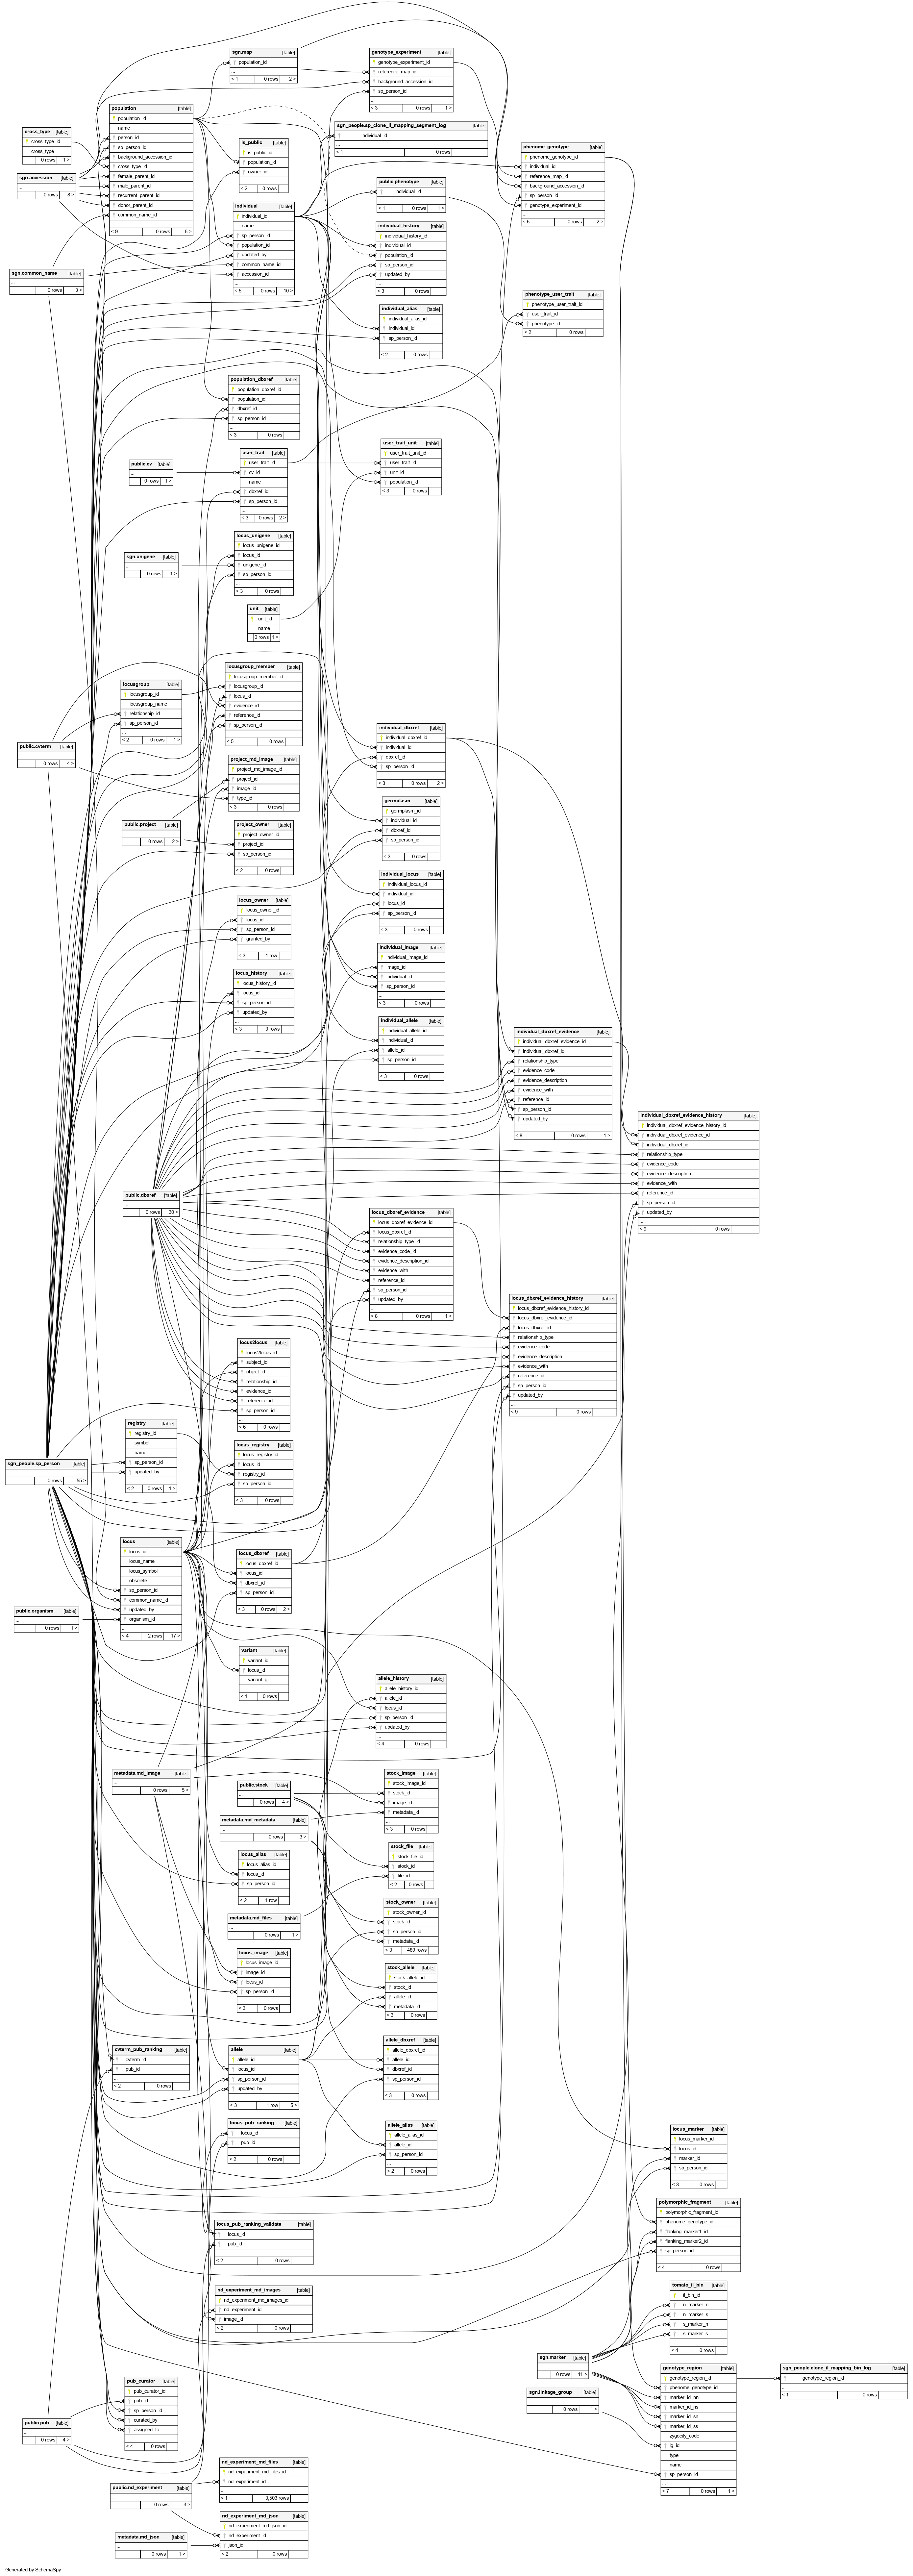 sgn.map [table]
...
< 1 0 rows 2 >
population_id
genotype_experiment [table]
genotype_experiment_id
reference_map_id
background_accession_id
sp_person_id
...
< 3 0 rows 1 >
population [table]
population_id
name
person_id
sp_person_id
background_accession_id
cross_type_id
female_parent_id
male_parent_id
recurrent_parent_id
donor_parent_id
common_name_id
...
< 9 0 rows 5 >
cross_type [table]
cross_type_id
cross_type
0 rows 1 >
sgn.accession [table]
...
0 rows 8 >
sgn_people.sp_clone_il_mapping_segment_log [table]
individual_id
...
< 1 0 rows
is_public [table]
is_public_id
population_id
owner_id
< 2 0 rows
phenome_genotype [table]
phenome_genotype_id
individual_id
reference_map_id
background_accession_id
sp_person_id
genotype_experiment_id
...
< 5 0 rows 2 >
public.phenotype [table]
individual_id
...
< 1 0 rows 1 >
individual [table]
individual_id
name
sp_person_id
population_id
updated_by
common_name_id
accession_id
...
< 5 0 rows 10 >
individual_history [table]
individual_history_id
individual_id
population_id
sp_person_id
updated_by
...
< 3 0 rows
sgn.common_name [table]
...
0 rows 3 >
phenotype_user_trait [table]
phenotype_user_trait_id
user_trait_id
phenotype_id
< 2 0 rows
individual_alias [table]
individual_alias_id
individual_id
sp_person_id
...
< 2 0 rows
population_dbxref [table]
population_dbxref_id
population_id
dbxref_id
sp_person_id
...
< 3 0 rows
user_trait [table]
user_trait_id
cv_id
name
dbxref_id
sp_person_id
...
< 3 0 rows 2 >
user_trait_unit [table]
user_trait_unit_id
user_trait_id
unit_id
population_id
< 3 0 rows
public.cv [table]
...
0 rows 1 >
locus_unigene [table]
locus_unigene_id
locus_id
unigene_id
sp_person_id
...
< 3 0 rows
sgn.unigene [table]
...
0 rows 1 >
unit [table]
unit_id
name
0 rows 1 >
locusgroup_member [table]
locusgroup_member_id
locusgroup_id
locus_id
evidence_id
reference_id
sp_person_id
...
< 5 0 rows
locusgroup [table]
locusgroup_id
locusgroup_name
relationship_id
sp_person_id
...
< 2 0 rows 1 >
public.cvterm [table]
...
0 rows 4 >
individual_dbxref [table]
individual_dbxref_id
individual_id
dbxref_id
sp_person_id
...
< 3 0 rows 2 >
project_md_image [table]
project_md_image_id
project_id
image_id
type_id
< 3 0 rows
germplasm [table]
germplasm_id
individual_id
dbxref_id
sp_person_id
...
< 3 0 rows
public.project [table]
...
0 rows 2 >
project_owner [table]
project_owner_id
project_id
sp_person_id
...
< 2 0 rows
individual_locus [table]
individual_locus_id
individual_id
locus_id
sp_person_id
...
< 3 0 rows
locus_owner [table]
locus_owner_id
locus_id
sp_person_id
granted_by
...
< 3 1 row
individual_image [table]
individual_image_id
image_id
individual_id
sp_person_id
...
< 3 0 rows
locus_history [table]
locus_history_id
locus_id
sp_person_id
updated_by
...
< 3 3 rows
individual_allele [table]
individual_allele_id
individual_id
allele_id
sp_person_id
...
< 3 0 rows
individual_dbxref_evidence [table]
individual_dbxref_evidence_id
individual_dbxref_id
relationship_type
evidence_code
evidence_description
evidence_with
reference_id
sp_person_id
updated_by
...
< 8 0 rows 1 >
individual_dbxref_evidence_history [table]
individual_dbxref_evidence_history_id
individual_dbxref_evidence_id
individual_dbxref_id
relationship_type
evidence_code
evidence_description
evidence_with
reference_id
sp_person_id
updated_by
...
< 9 0 rows
public.dbxref [table]
...
0 rows 30 >
locus_dbxref_evidence [table]
locus_dbxref_evidence_id
locus_dbxref_id
relationship_type_id
evidence_code_id
evidence_description_id
evidence_with
reference_id
sp_person_id
updated_by
...
< 8 0 rows 1 >
locus_dbxref_evidence_history [table]
locus_dbxref_evidence_history_id
locus_dbxref_evidence_id
locus_dbxref_id
relationship_type
evidence_code
evidence_description
evidence_with
reference_id
sp_person_id
updated_by
...
< 9 0 rows
locus2locus [table]
locus2locus_id
subject_id
object_id
relationship_id
evidence_id
reference_id
sp_person_id
...
< 6 0 rows
registry [table]
registry_id
symbol
name
sp_person_id
updated_by
...
< 2 0 rows 1 >
locus_registry [table]
locus_registry_id
locus_id
registry_id
sp_person_id
...
< 3 0 rows
sgn_people.sp_person [table]
...
0 rows 55 >
locus [table]
locus_id
locus_name
locus_symbol
obsolete
sp_person_id
common_name_id
updated_by
organism_id
...
< 4 2 rows 17 >
locus_dbxref [table]
locus_dbxref_id
locus_id
dbxref_id
sp_person_id
...
< 3 0 rows 2 >
public.organism [table]
...
0 rows 1 >
variant [table]
variant_id
locus_id
variant_gi
...
< 1 0 rows
allele_history [table]
allele_history_id
allele_id
locus_id
sp_person_id
updated_by
...
< 4 0 rows
metadata.md_image [table]
...
0 rows 5 >
public.stock [table]
...
0 rows 4 >
stock_image [table]
stock_image_id
stock_id
image_id
metadata_id
< 3 0 rows
metadata.md_metadata [table]
...
0 rows 3 >
stock_file [table]
stock_file_id
stock_id
file_id
< 2 0 rows
locus_alias [table]
locus_alias_id
locus_id
sp_person_id
...
< 2 1 row
stock_owner [table]
stock_owner_id
stock_id
sp_person_id
metadata_id
< 3 489 rows
metadata.md_files [table]
...
0 rows 1 >
locus_image [table]
locus_image_id
image_id
locus_id
sp_person_id
...
< 3 0 rows
stock_allele [table]
stock_allele_id
stock_id
allele_id
metadata_id
< 3 0 rows
cvterm_pub_ranking [table]
cvterm_id
pub_id
...
< 2 0 rows
allele [table]
allele_id
locus_id
sp_person_id
updated_by
...
< 3 1 row 5 >
allele_dbxref [table]
allele_dbxref_id
allele_id
dbxref_id
sp_person_id
...
< 3 0 rows
locus_pub_ranking [table]
locus_id
pub_id
...
< 2 0 rows
allele_alias [table]
allele_alias_id
allele_id
sp_person_id
...
< 2 0 rows
locus_marker [table]
locus_marker_id
locus_id
marker_id
sp_person_id
...
< 3 0 rows
polymorphic_fragment [table]
polymorphic_fragment_id
phenome_genotype_id
flanking_marker1_id
flanking_marker2_id
sp_person_id
...
< 4 0 rows
locus_pub_ranking_validate [table]
locus_id
pub_id
...
< 2 0 rows
tomato_il_bin [table]
il_bin_id
n_marker_n
n_marker_s
s_marker_n
s_marker_s
...
< 4 0 rows
nd_experiment_md_images [table]
nd_experiment_md_images_id
nd_experiment_id
image_id
< 2 0 rows
sgn.marker [table]
...
0 rows 11 >
genotype_region [table]
genotype_region_id
phenome_genotype_id
marker_id_nn
marker_id_ns
marker_id_sn
marker_id_ss
zygocity_code
lg_id
type
name
sp_person_id
...
< 7 0 rows 1 >
sgn_people.clone_il_mapping_bin_log [table]
genotype_region_id
...
< 1 0 rows
sgn.linkage_group [table]
...
0 rows 1 >
pub_curator [table]
pub_curator_id
pub_id
sp_person_id
curated_by
assigned_to
...
< 4 0 rows
public.pub [table]
...
0 rows 4 >
nd_experiment_md_files [table]
nd_experiment_md_files_id
nd_experiment_id
...
< 1 3,503 rows
public.nd_experiment [table]
...
0 rows 3 >
nd_experiment_md_json [table]
nd_experiment_md_json_id
nd_experiment_id
json_id
< 2 0 rows
metadata.md_json [table]
...
0 rows 1 >
Generated by SchemaSpy